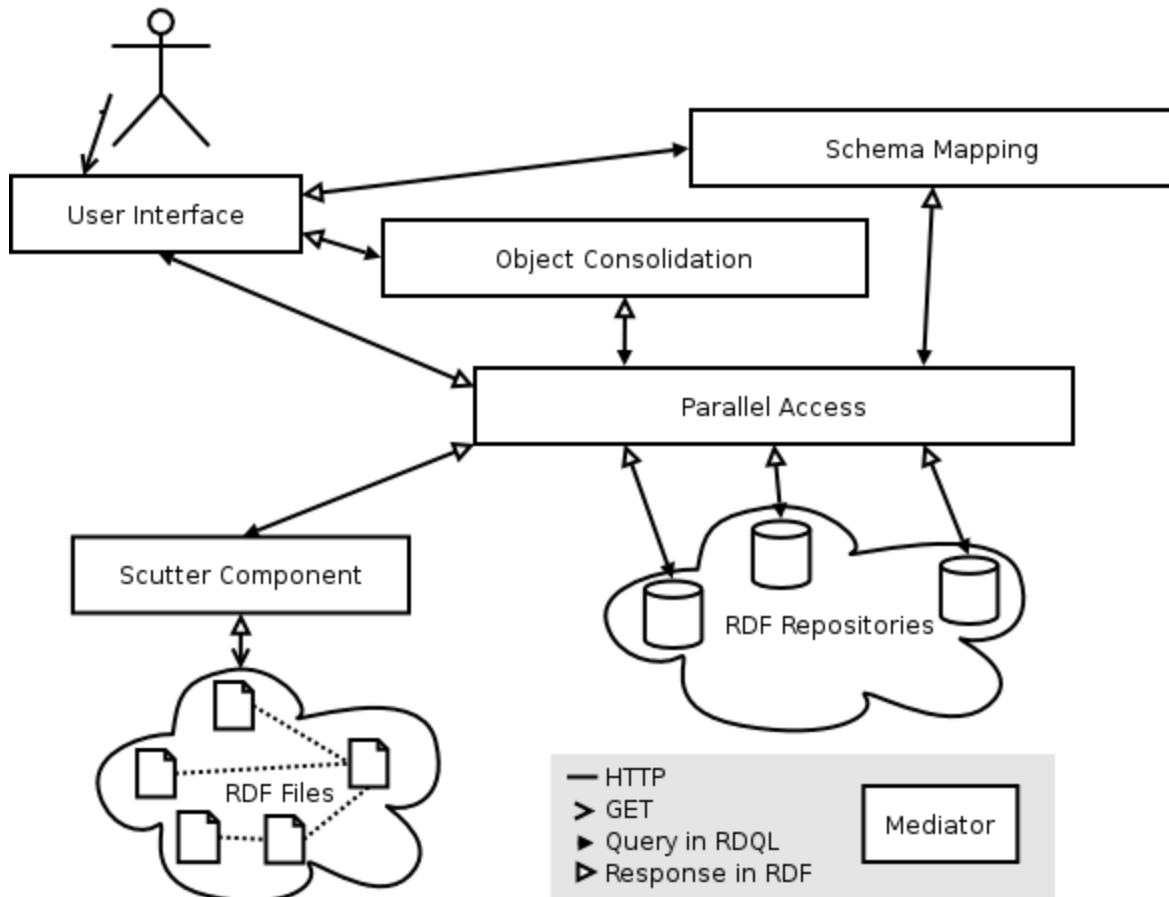 Schema Mapping
User Interface
Object Consolidation
Parallel Access
Scutter Component
RDF Repositories
RDF Files
HTTP
GET
Query in RDQL
Response in RDF
Mediator